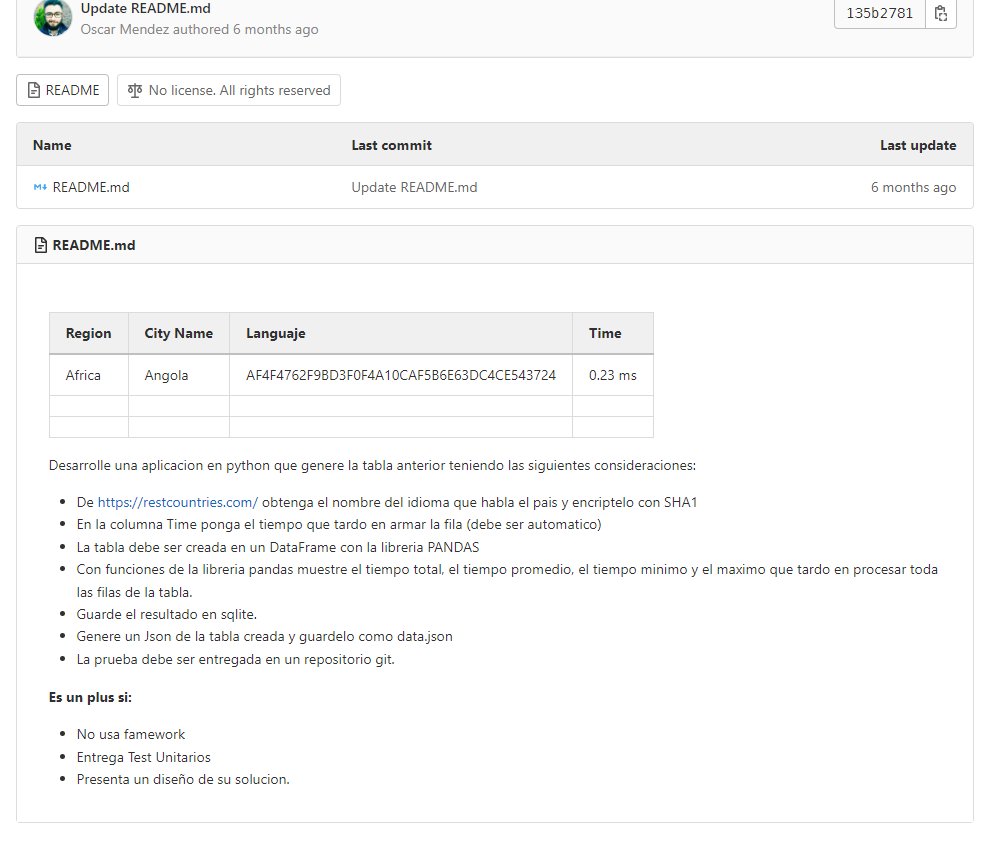 Update README.md
Oscar Mendez authored 6 months ago
135b2781
README
No license. All rights reserved
Name Last commit Last update
README.md Update README.md 6 months ago
README.md
Region City Name Languaje Time
Africa Angola AF4F4762F9BD3F0F4A10CAF5B6E63DC4CE543724 0.23 ms
Desarrolle una aplicacion en python que genere la tabla anterior teniendo las siguientes consideraciones:
De https://restcountries.com/ obtenga el nombre del idioma que habla el pais y encriptelo con SHA1
En la columna Time ponga el tiempo que tardo en armar la fila (debe ser automatico)
La tabla debe ser creada en un DataFrame con la libreria PANDAS
Con funciones de la libreria pandas muestre el tiempo total, el tiempo promedio, el tiempo minimo y el maximo que tardo en procesar toda
las filas de la tabla.
Guarde el resultado en sqlite.
Genere un Json de la tabla creada y guardelo como data.json
La prueba debe ser entregada en un repositorio git.
Es un plus si:
No usa famework
Entrega Test Unitarios
Presenta un diseño de su solucion.